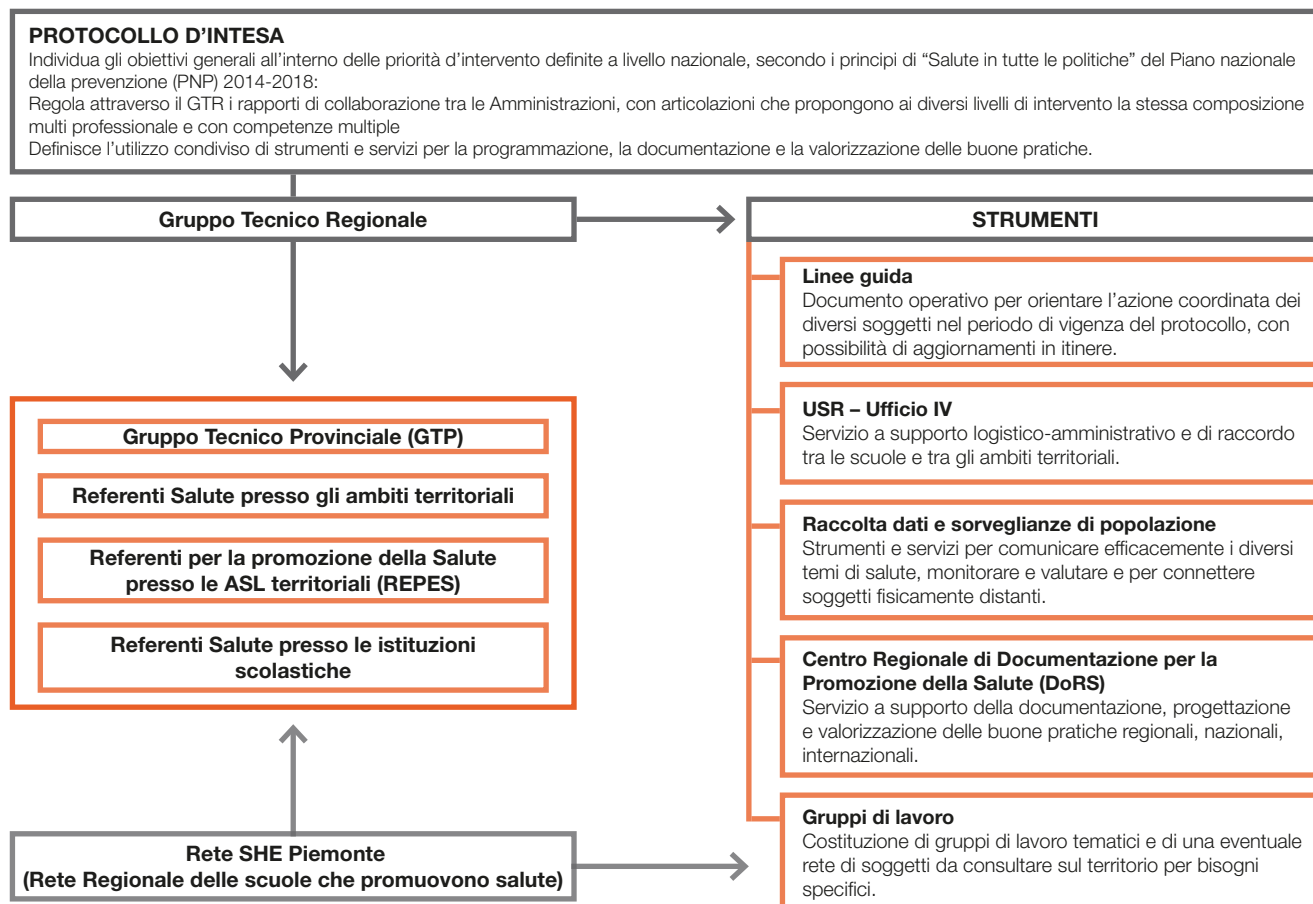 PROTOCOLLO D'INTESA
Individua gli obiettivi generali all'interno delle priorità d'intervento definite a livello nazionale, secondo i principi di “Salute in tutte le politiche” del Piano nazionale
della prevenzione (PNP) 2014-2018:
Regola attraverso il GTR i rapporti di collaborazione tra le Amministrazioni, con articolazioni che propongono ai diversi livelli di intervento la stessa composizione
multi professionale e con competenze multiple
Definisce l'utilizzo condiviso di strumenti e servizi per la programmazione, la documentazione e la valorizzazione delle buone pratiche.
Gruppo Tecnico Regionale
Gruppo Tecnico Provinciale (GTP)
Referenti Salute presso gli ambiti territoriali
Referenti per la promozione della Salute
presso le ASL territoriali (REPES)
Referenti Salute presso le istituzioni
scolastiche
Rete SHE Piemonte
(Rete Regionale delle scuole che promuovono salute)
STRUMENTI
Linee guida
Documento operativo per orientare l'azione coordinata dei
diversi soggetti nel periodo di vigenza del protocollo, con
possibilità di aggiornamenti in itinere.
USR – Ufficio IV
Servizio a supporto logistico-amministrativo e di raccordo
tra le scuole e tra gli ambiti territoriali.
Raccolta dati e sorveglianze di popolazione
Strumenti e servizi per comunicare efficacemente i diversi
temi di salute, monitorare e valutare e per connettere
soggetti fisicamente distanti.
Centro Regionale di Documentazione per la
Promozione della Salute (DoRS)
Servizio a supporto della documentazione, progettazione
e valorizzazione delle buone pratiche regionali, nazionali,
internazionali.
Gruppi di lavoro
Costituzione di gruppi di lavoro tematici e di una eventuale
rete di soggetti da consultare sul territorio per bisogni
specifici.